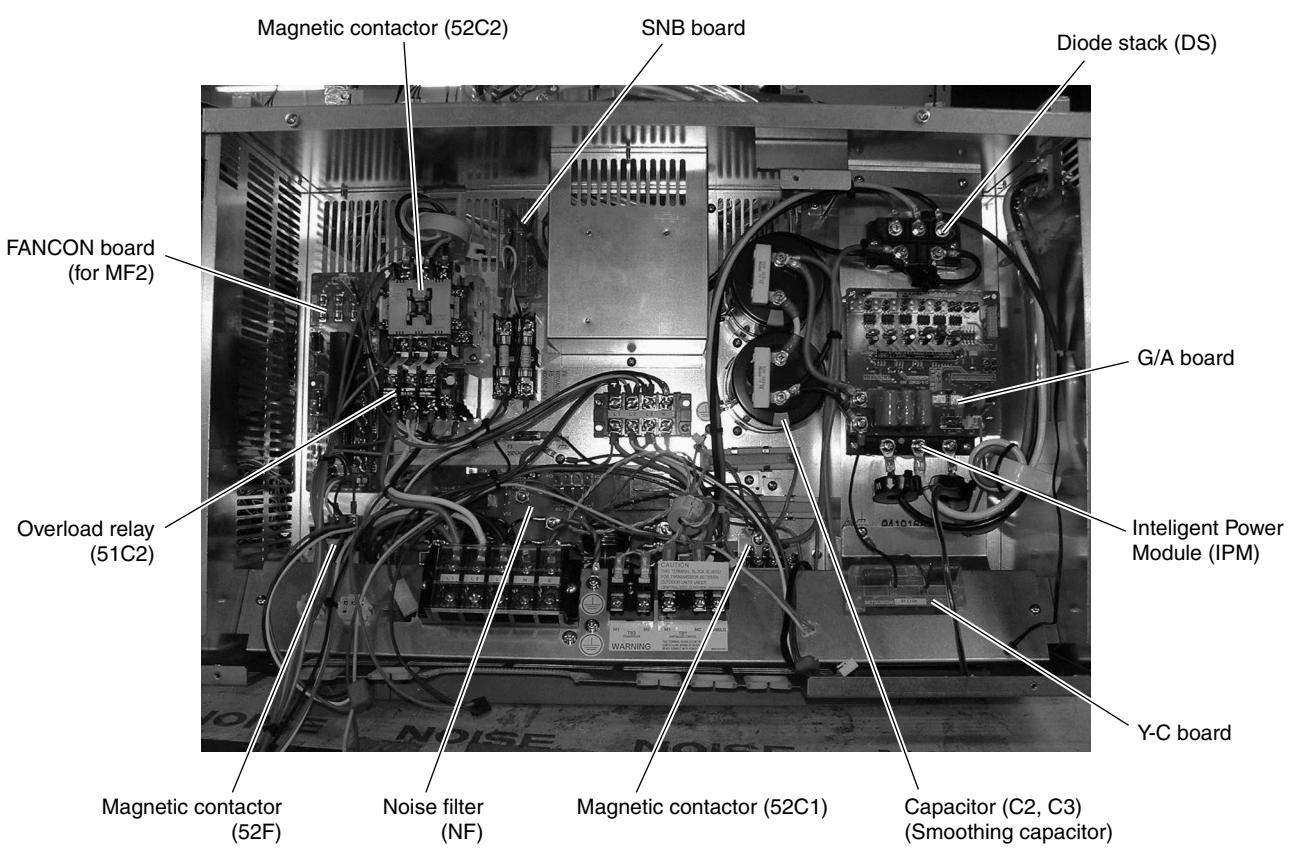 Magnetic contactor (52C2)
SNB board
Diode stack (DS)
FANCON board
(for MF2)
G/A board
Overload relay
(51C2)
Inteligent Power
Module (IPM)
CAUTION
WARNING
Y-C board
NOISE
NOISE
NOISE
Magnetic contactor
(52F)
Noise filter
(NF)
Magnetic contactor (52C1)
Capacitor (C2, C3)
(Smoothing capacitor)